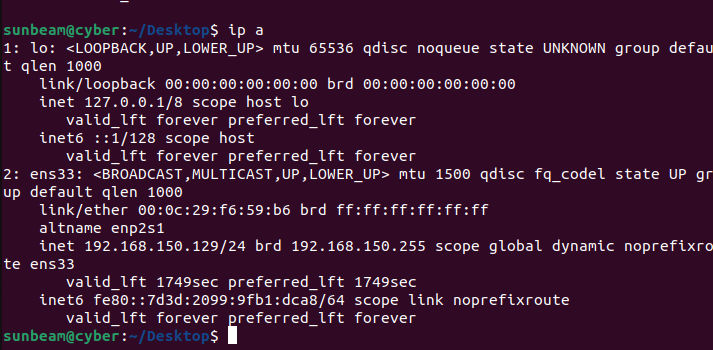 sunbeam@cyber:~/Desktop$ ip a
1: lo: <LOOPBACK,UP,LOWER_UP> mtu 65536 qdisc noqueue state UNKNOWN group defaul
t qlen 1000
    link/loopback 00:00:00:00:00:00 brd 00:00:00:00:00:00
    inet 127.0.0.1/8 scope host lo
       valid_lft forever preferred_lft forever
    inet6 ::1/128 scope host
       valid_lft forever preferred_lft forever
2: ens33: <BROADCAST,MULTICAST,UP,LOWER_UP> mtu 1500 qdisc fq_codel state UP gro
up default qlen 1000
    link/ether 00:0c:29:f6:59:b6 brd ff:ff:ff:ff:ff:ff
    altname enp2s1
    inet 192.168.150.129/24 brd 192.168.150.255 scope global dynamic noprefixrou
te ens33
       valid_lft 1749sec preferred_lft 1749sec
    inet6 fe80::7d3d:2099:9fb1:dca8/64 scope link noprefixroute
       valid_lft forever preferred_lft forever
sunbeam@cyber:~/Desktop$